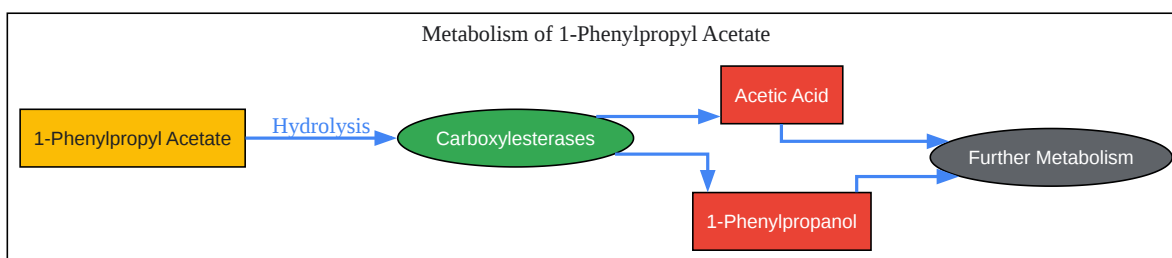 Metabolism of 1-Phenylpropyl Acetate
1-Phenylpropyl Acetate
Hydrolysis
Carboxylesterases
Acetic Acid
1-Phenylpropanol
Further Metabolism